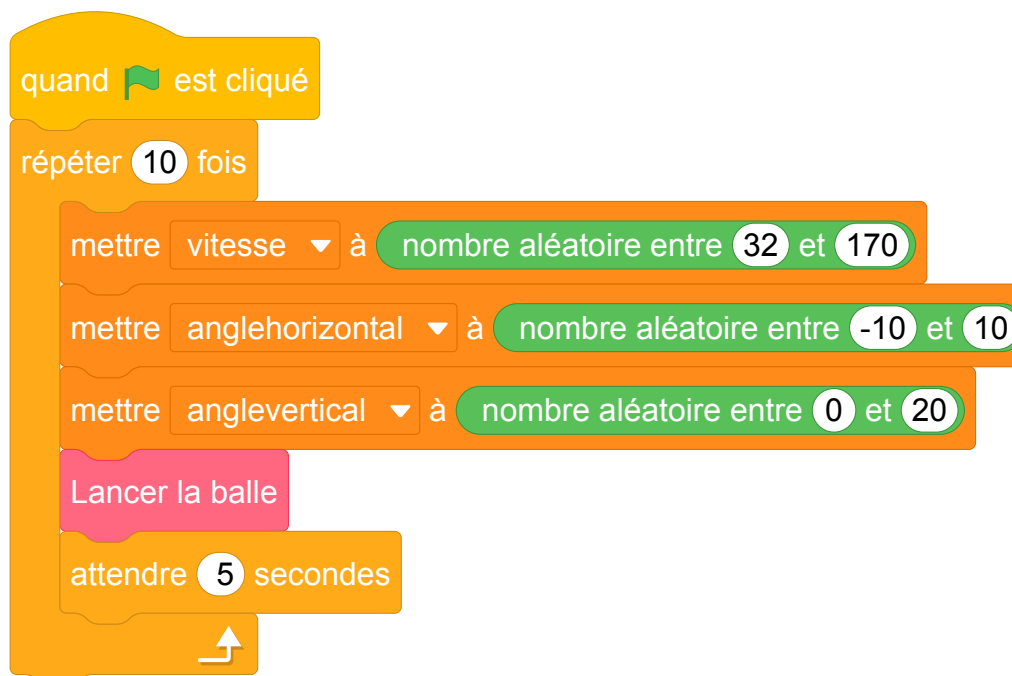 quand est cliqué
répéter 10 fois
mettre vitesse à nombre aléatoire entre 32 et 170
mettre anglehorizontal à nombre aléatoire entre -10 et 10
mettre anglevertical à nombre aléatoire entre 0 et 20
Lancer la balle
attendre 5 secondes